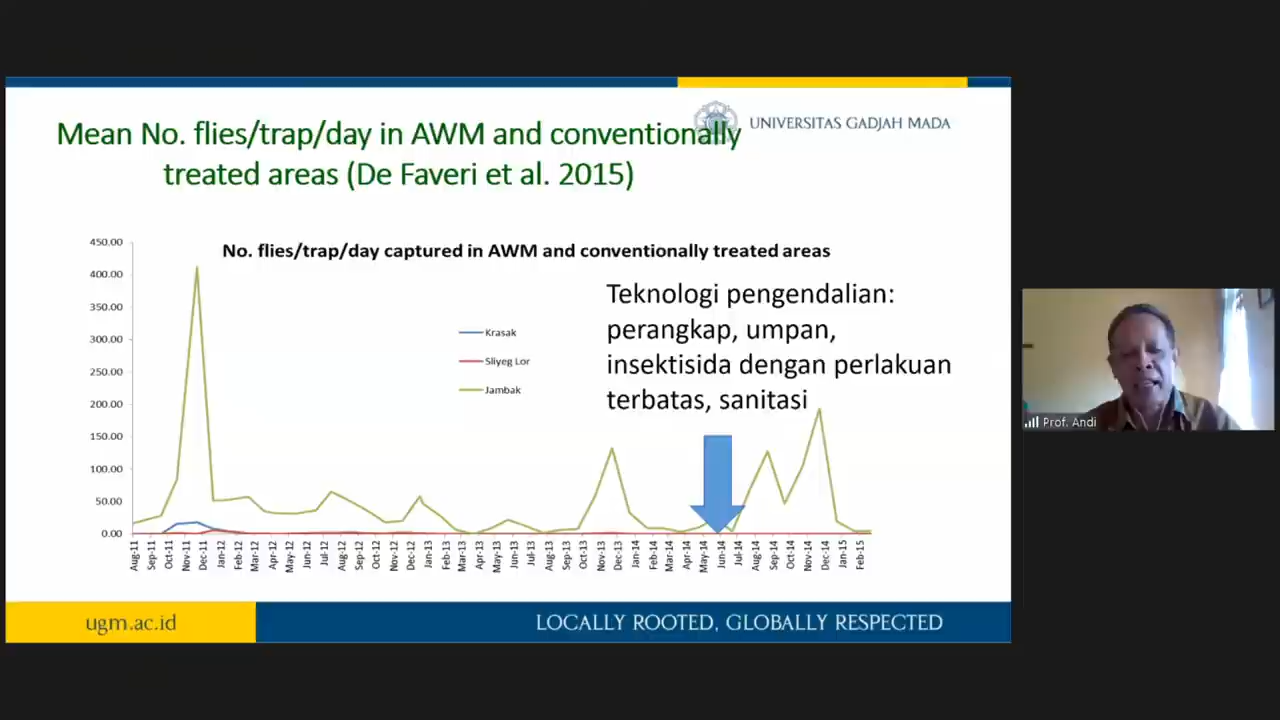 Mean No. flies/trap/day in AWM and conventionally
treated areas (De Faveri et al. 2015)
UNIVERSITAS GADJAH MADA
No. flies/trap/day captured in AWM and conventionally treated areas
450.00
400.00
350.00
300.00
250.00
200.00
150.00
100.00
50.00
0.00
Krasak
Sliyeg Lor
Jambak
Teknologi pengendalian:
perangkap, umpan,
insektisida dengan perlakuan
terbatas, sanitasi
Aug-11 Sep-11 Oct-11 Nov-11 Dec-11 Jan-12 Feb-12 Mar-12 Apr-12 May-12 Jun-12 Jul-12 Aug-12 Sep-12 Oct-12 Nov-12 Dec-12 Jan-13 Feb-13 Mar-13 Apr-13 May-13 Jun-13 Jul-13 Aug-13 Sep-13 Oct-13 Nov-13 Dec-13 Jan-14 Feb-14 Mar-14 Apr-14 May-14 Jun-14 Jul-14 Aug-14 Sep-14 Oct-14 Nov-14 Dec-14 Jan-15 Feb-15
ugm.ac.id
LOCALLY ROOTED, GLOBALLY RESPECTED
Prof. Andi